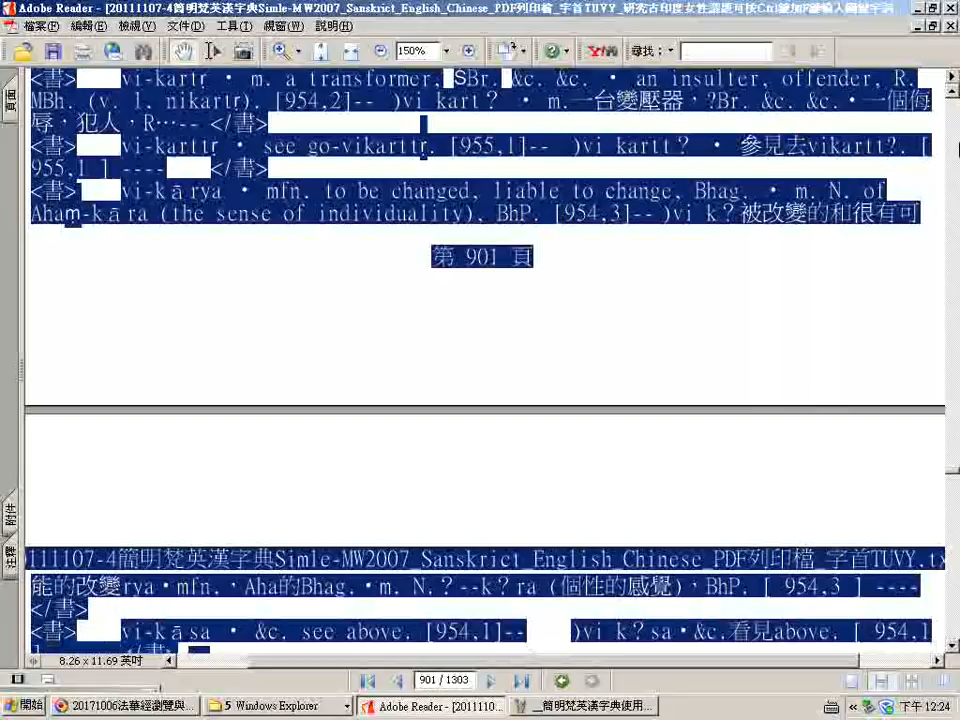 Adobe Reader - [20111107-4簡明梵英漢字典Simle-MW2007_Sanskrict_English_Chinese_PDF列印檔_字首TUVY_研究古印度女性請應可按Ctrl鍵加F鍵輸入關鍵字詞
檔案(F) 編輯(E) 檢視(V) 文件(D) 工具(T) 視窗(W) 說明(H)
150% 尋找:
頁面
<書> vi-kartṛ • m. a transformer, ŚBr. &c. &c. • an insulter, offender, R.
MBh. (v. l. nikartṛ). [954,2]-- )vi kart? • m.一台變壓器,?Br. &c. &c.•一個侮
辱,犯人,R…-- </書>
<書> vi-karttṛ • see go-vikarttṛ. [955,1]-- )vi kartt? • 參見去vikartt?. [
955,1 ] ---- </書>
<書> vi-kārya • mfn. to be changed, liable to change, Bhag. • m. N. of
Ahaṃ-kāra (the sense of individuality), BhP. [954,3]-- )vi k?被改變的和很有可
第 901 頁
附件
注釋
111107-4簡明梵英漢字典Simle-MW2007_Sanskrict_English_Chinese_PDF列印檔_字首TUVY.tx
能的改變rya•mfn.,Aha的Bhag.•m. N.?--k?ra (個性的感覺),BhP. [ 954,3 ] ----
</書>
<書> vi-kāsa • &c. see above. [954,1]-- )vi k?sa•&c.看見above. [ 954,1
8.26 x 11.69 英吋
901 / 1303
開始 20171006法華經瀏覽與... 5 Windows Explorer Adobe Reader - [2011110... __簡明梵英字典使用... 下午 12:24